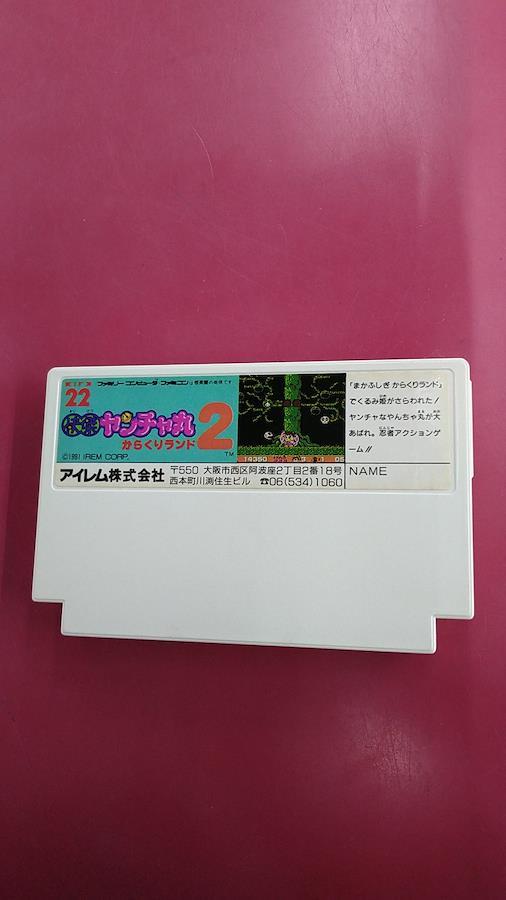 22
ファミリー コンピュータ ファミコンは任天堂の商標です
快傑ヤンチャ丸2
からくりランド
TM
©1991 IREM CORP.
14350
05
アイレム株式会社
〒550 大阪市西区阿波座2丁目2番18号
西本町川渕住生ビル ☎06(534)1060
「まかふしぎ からくりランド」
でくるみ姫がさらわれた!
ヤンチャなやんちゃ丸が大
あばれ。忍者アクションゲ
ーム!!
NAME